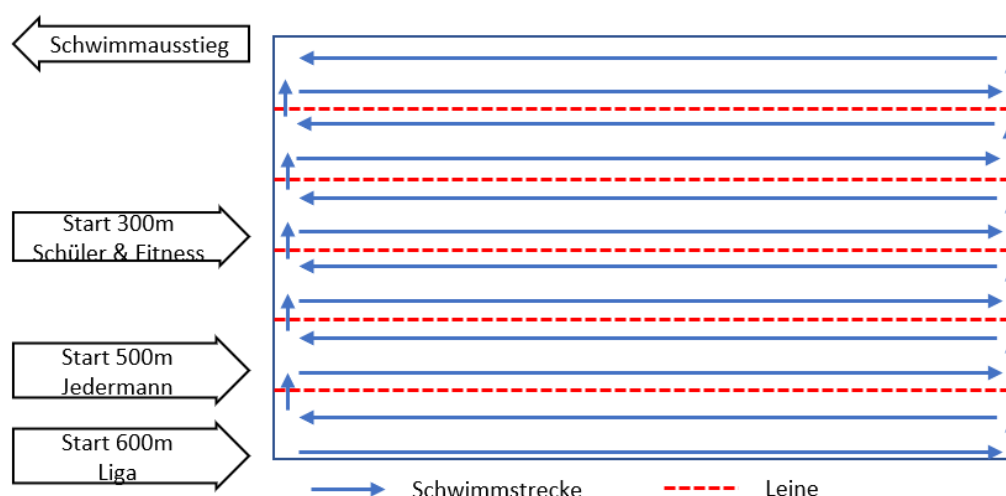 Schwimmausstieg
Start 300m
Schüler & Fitness
Start 500m
Jedermann
Start 600m
Liga
Schwimmstrecke
Leine